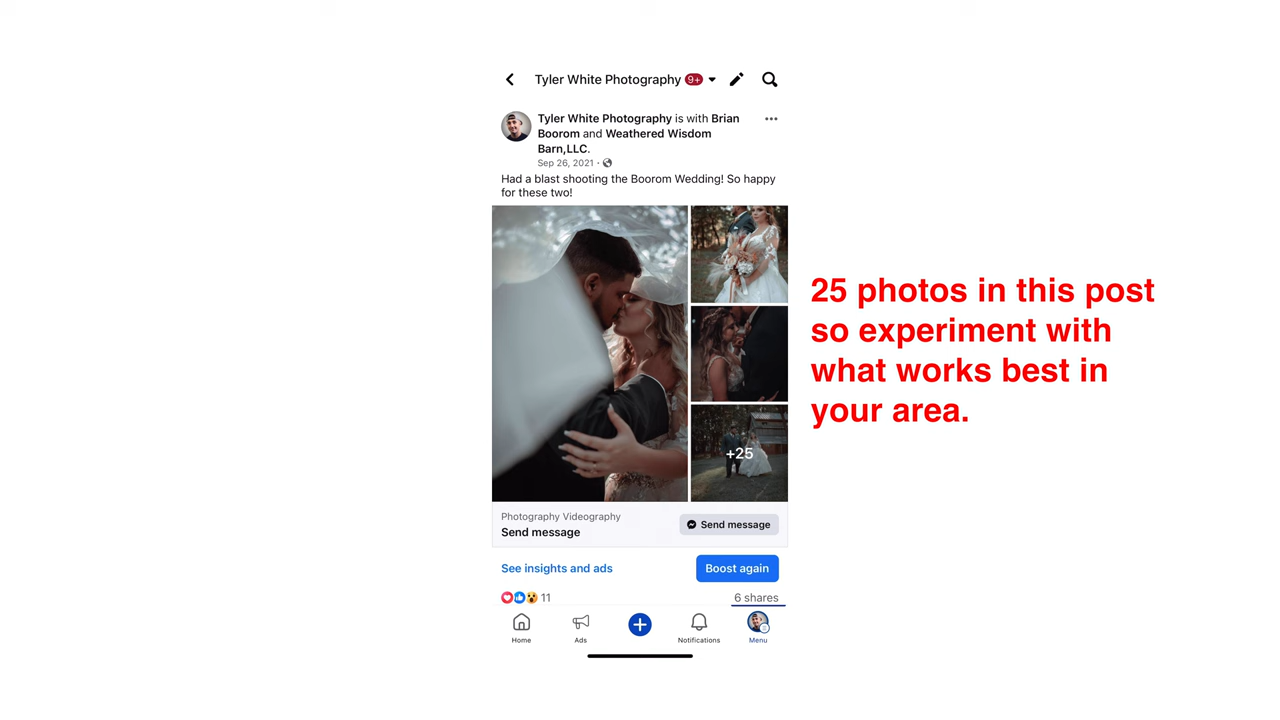 Tyler White Photography 9+
Tyler White Photography is with Brian
Boorom and Weathered Wisdom
Barn,LLC.
Sep 26, 2021 ·
Had a blast shooting the Boorom Wedding! So happy
for these two!
+25
25 photos in this post
so experiment with
what works best in
your area.
Photography Videography
Send message
Send message
See insights and ads
Boost again
11
6 shares
Home
Ads
Notifications
Menu